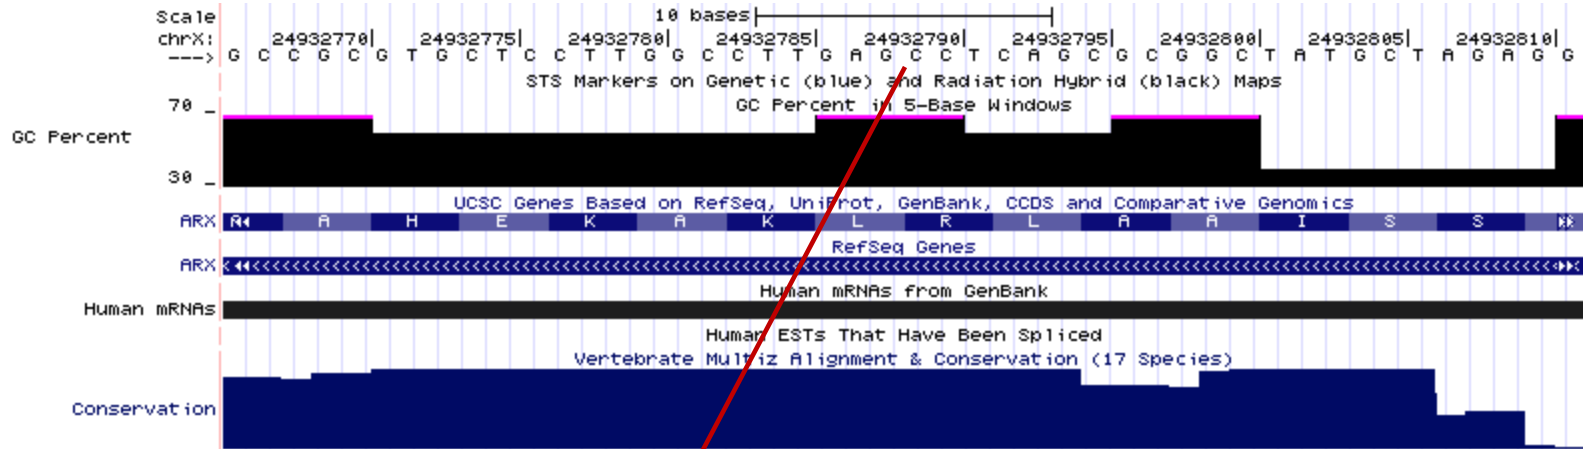 Scale 10 bases
chrX: 24932770| 24932775| 24932780| 24932785| 24932790| 24932795| 24932800| 24932805| 24932810|
---> G C C G C G T G C T C C T T G G C C T T G A G C C T C A G C G C G G C T A T G C T A G A G G
STS Markers on Genetic (blue) and Radiation Hybrid (black) Maps
GC Percent in 5-Base Windows
70 _
GC Percent
30 _
UCSC Genes Based on RefSeq, UniProt, GenBank, CCDS and Comparative Genomics
ARX A H E K A K L R L A A I S S
RefSeq Genes
ARX
Human mRNAs from GenBank
Human mRNAs
Human ESTs That Have Been Spliced
Vertebrate Multiz Alignment & Conservation (17 Species)
Conservation